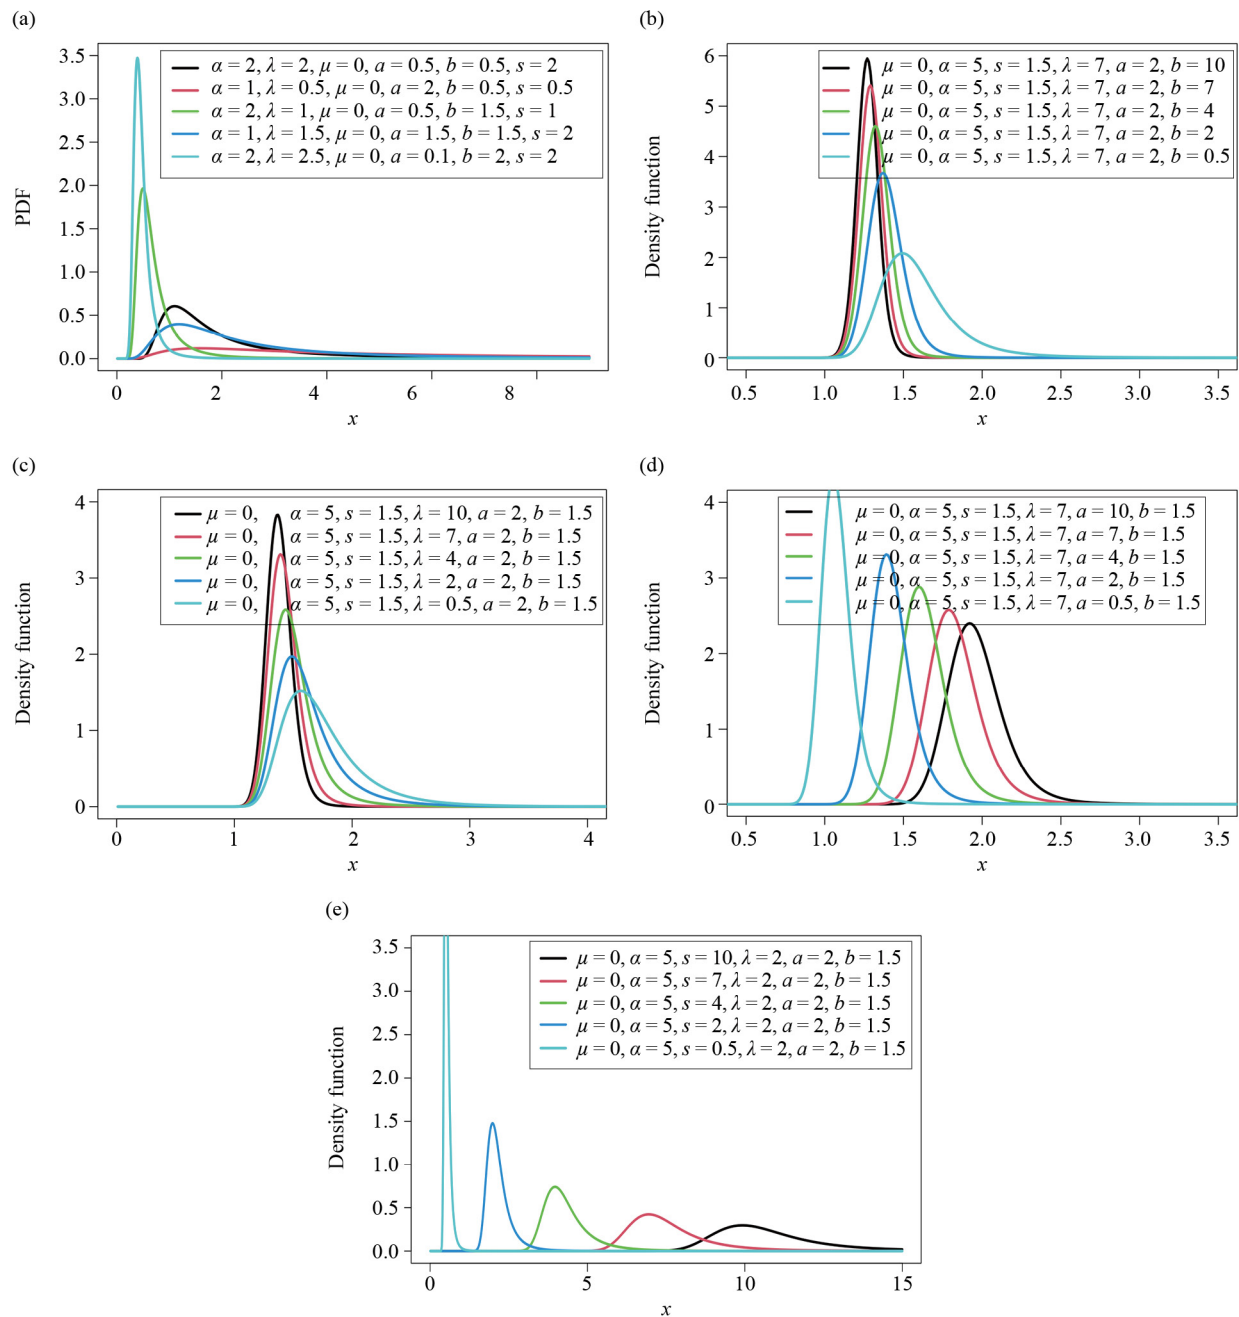 (a)
3.5
3.0
2.5
2.0
1.5
1.0
0.5
0.0
PDF
α = 2, λ = 2, μ = 0, a = 0.5, b = 0.5, s = 2
α = 1, λ = 0.5, μ = 0, a = 2, b = 0.5, s = 0.5
α = 2, λ = 1, μ = 0, a = 0.5, b = 1.5, s = 1
α = 1, λ = 1.5, μ = 0, a = 1.5, b = 1.5, s = 2
α = 2, λ = 2.5, μ = 0, a = 0.1, b = 2, s = 2
0 2 4 6 8
x
(b)
6
5
4
3
2
1
0
Density function
μ = 0, α = 5, s = 1.5, λ = 7, a = 2, b = 10
μ = 0, α = 5, s = 1.5, λ = 7, a = 2, b = 7
μ = 0, α = 5, s = 1.5, λ = 7, a = 2, b = 4
μ = 0, α = 5, s = 1.5, λ = 7, a = 2, b = 2
μ = 0, α = 5, s = 1.5, λ = 7, a = 2, b = 0.5
0.5 1.0 1.5 2.0 2.5 3.0 3.5
x
(c)
4
3
2
1
0
Density function
μ = 0, α = 5, s = 1.5, λ = 10, a = 2, b = 1.5
μ = 0, α = 5, s = 1.5, λ = 7, a = 2, b = 1.5
μ = 0, α = 5, s = 1.5, λ = 4, a = 2, b = 1.5
μ = 0, α = 5, s = 1.5, λ = 2, a = 2, b = 1.5
μ = 0, α = 5, s = 1.5, λ = 0.5, a = 2, b = 1.5
0 1 2 3 4
x
(d)
4
3
2
1
0
Density function
μ = 0, α = 5, s = 1.5, λ = 7, a = 10, b = 1.5
μ = 0, α = 5, s = 1.5, λ = 7, a = 7, b = 1.5
μ = 0, α = 5, s = 1.5, λ = 7, a = 4, b = 1.5
μ = 0, α = 5, s = 1.5, λ = 7, a = 2, b = 1.5
μ = 0, α = 5, s = 1.5, λ = 7, a = 0.5, b = 1.5
0.5 1.0 1.5 2.0 2.5 3.0 3.5
x
(e)
3.5
3.0
2.5
2.0
1.5
1.0
0.5
0.0
Density function
μ = 0, α = 5, s = 10, λ = 2, a = 2, b = 1.5
μ = 0, α = 5, s = 7, λ = 2, a = 2, b = 1.5
μ = 0, α = 5, s = 4, λ = 2, a = 2, b = 1.5
μ = 0, α = 5, s = 2, λ = 2, a = 2, b = 1.5
μ = 0, α = 5, s = 0.5, λ = 2, a = 2, b = 1.5
0 5 10 15
x